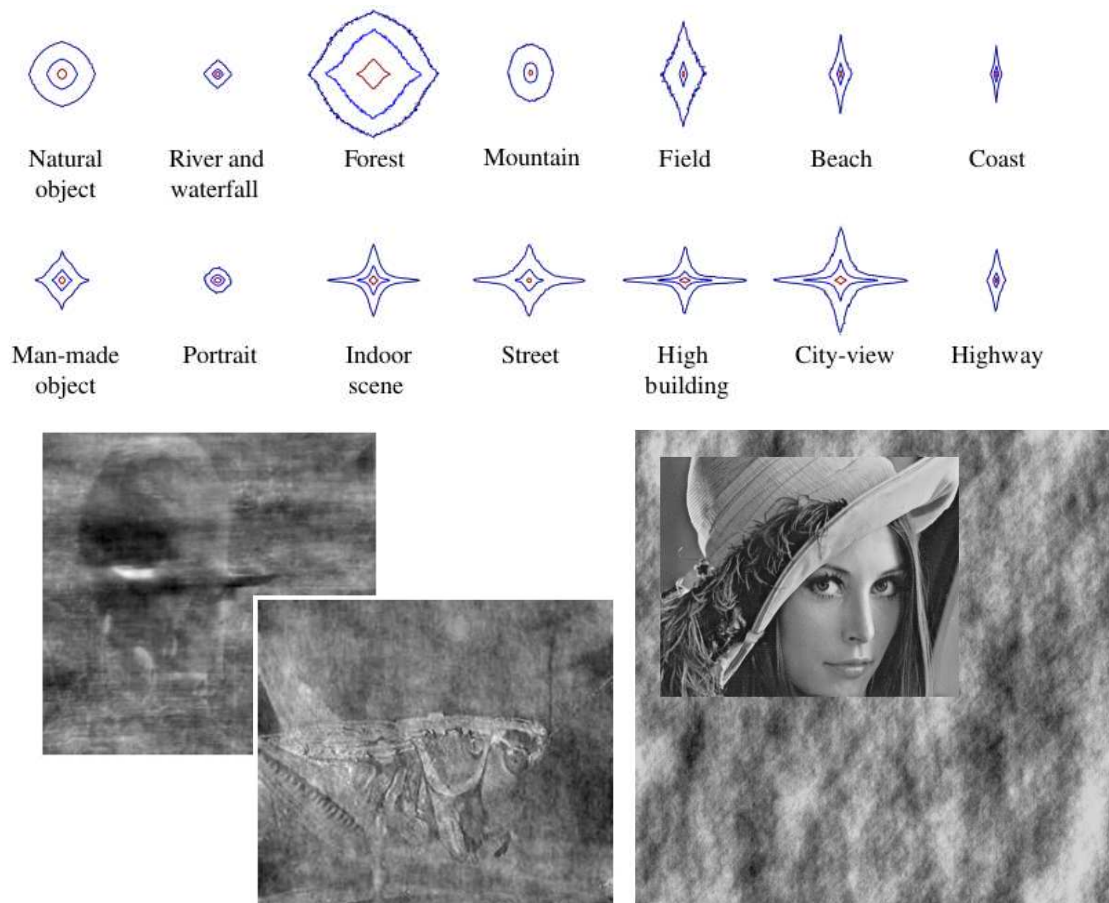 Natural
object
River and
waterfall
Forest
Mountain
Field
Beach
Coast
Man-made
object
Portrait
Indoor
scene
Street
High
building
City-view
Highway